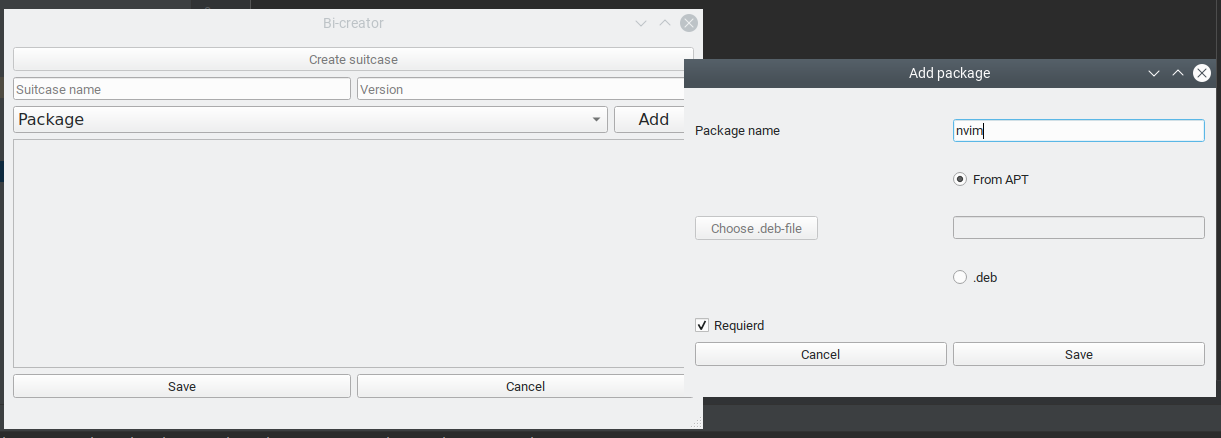 Bi-creator
Create suitcase
Suitcase name
Version
Package
Add
Save
Cancel
Add package
Package name
nvim
From APT
Choose .deb-file
.deb
Requierd
Cancel
Save